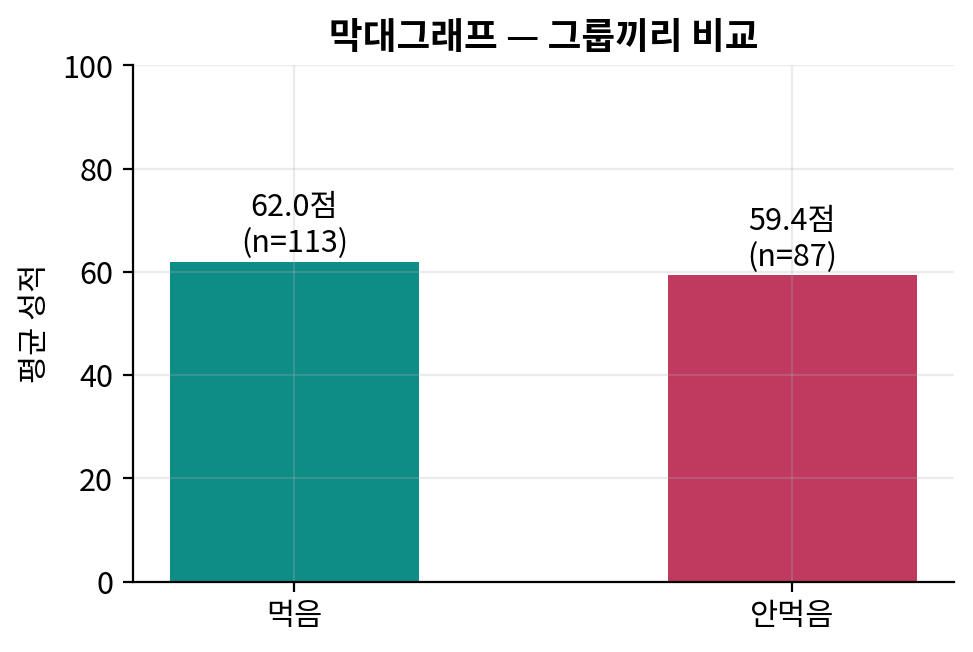 막대그래프 — 그룹끼리 비교
평균 성적
100
80
60
40
20
0
62.0점
(n=113)
59.4점
(n=87)
먹음
안먹음